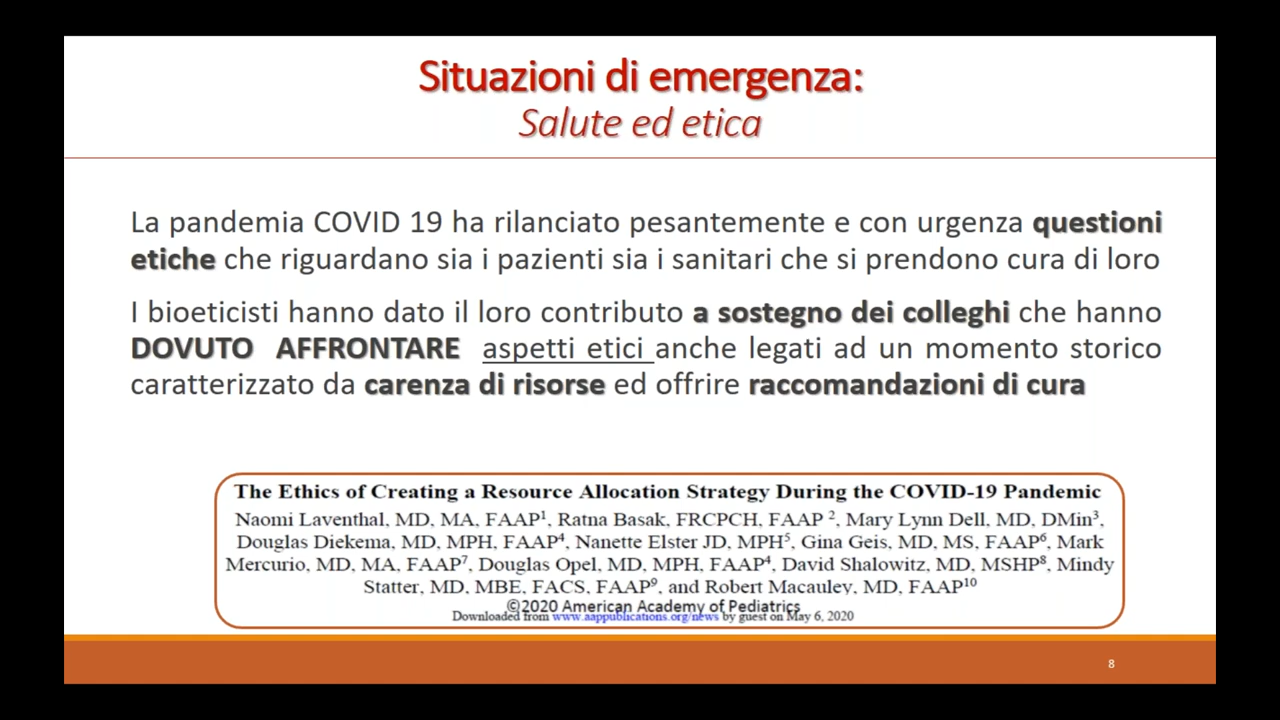 Situazioni di emergenza:
Salute ed etica
La pandemia COVID 19 ha rilanciato pesantemente e con urgenza questioni
etiche che riguardano sia i pazienti sia i sanitari che si prendono cura di loro
I bioeticisti hanno dato il loro contributo a sostegno dei colleghi che hanno
DOVUTO AFFRONTARE aspetti etici anche legati ad un momento storico
caratterizzato da carenza di risorse ed offrire raccomandazioni di cura
The Ethics of Creating a Resource Allocation Strategy During the COVID-19 Pandemic
Naomi Laventhal, MD, MA, FAAP¹, Ratna Basak, FRCPCH, FAAP ², Mary Lynn Dell, MD, DMin³,
Douglas Diekema, MD, MPH, FAAP⁴, Nanette Elster JD, MPH⁵, Gina Geis, MD, MS, FAAP⁶, Mark
Mercurio, MD, MA, FAAP⁷, Douglas Opel, MD, MPH, FAAP⁴, David Shalowitz, MD, MSHP⁸, Mindy
Statter, MD, MBE, FACS, FAAP⁹, and Robert Macauley, MD, FAAP¹⁰
©2020 American Academy of Pediatrics
Downloaded from www.aappublications.org/news by guest on May 6, 2020
8